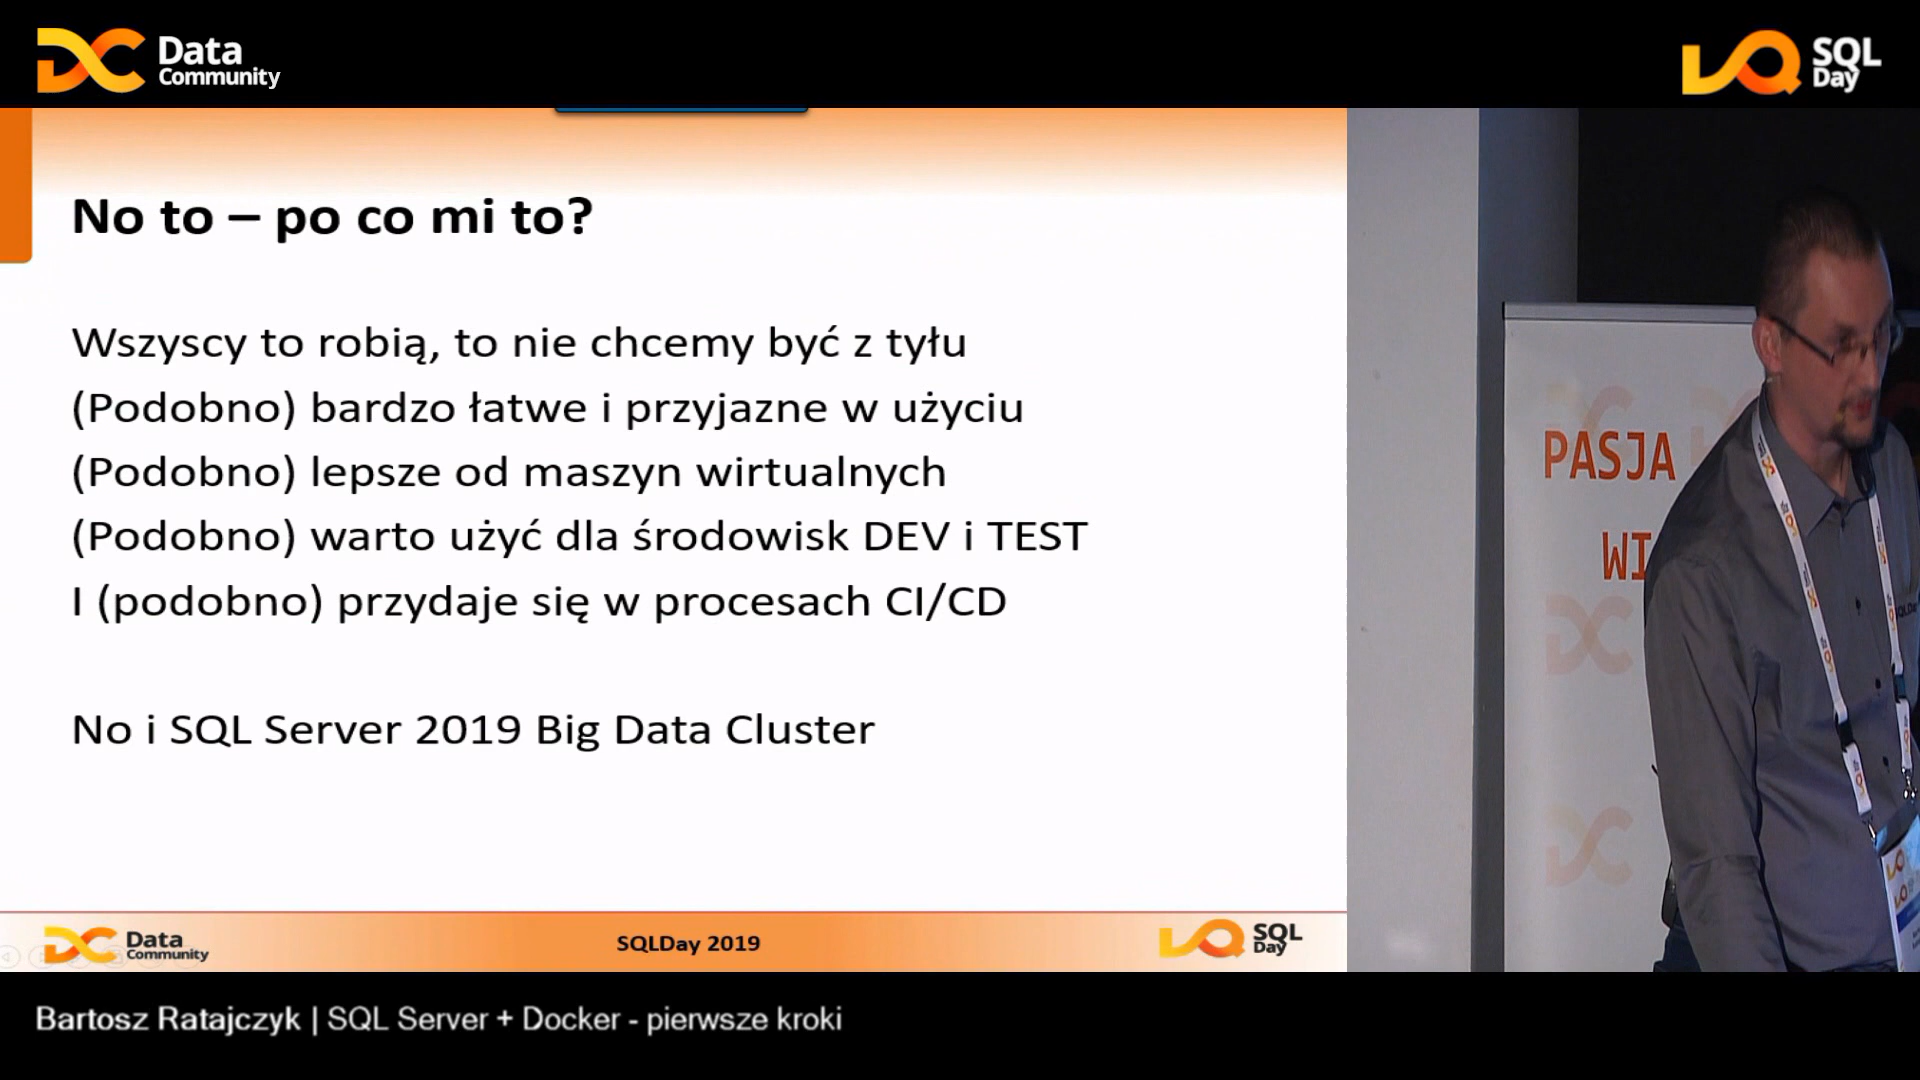 Data
Community
SQL
Day
No to – po co mi to?
Wszyscy to robią, to nie chcemy być z tyłu
(Podobno) bardzo łatwe i przyjazne w użyciu
(Podobno) lepsze od maszyn wirtualnych
(Podobno) warto użyć dla środowisk DEV i TEST
I (podobno) przydaje się w procesach CI/CD
No i SQL Server 2019 Big Data Cluster
PASJA
WI
Data
Community
SQLDay 2019
SQL
Day
Bartosz Ratajczyk | SQL Server + Docker - pierwsze kroki